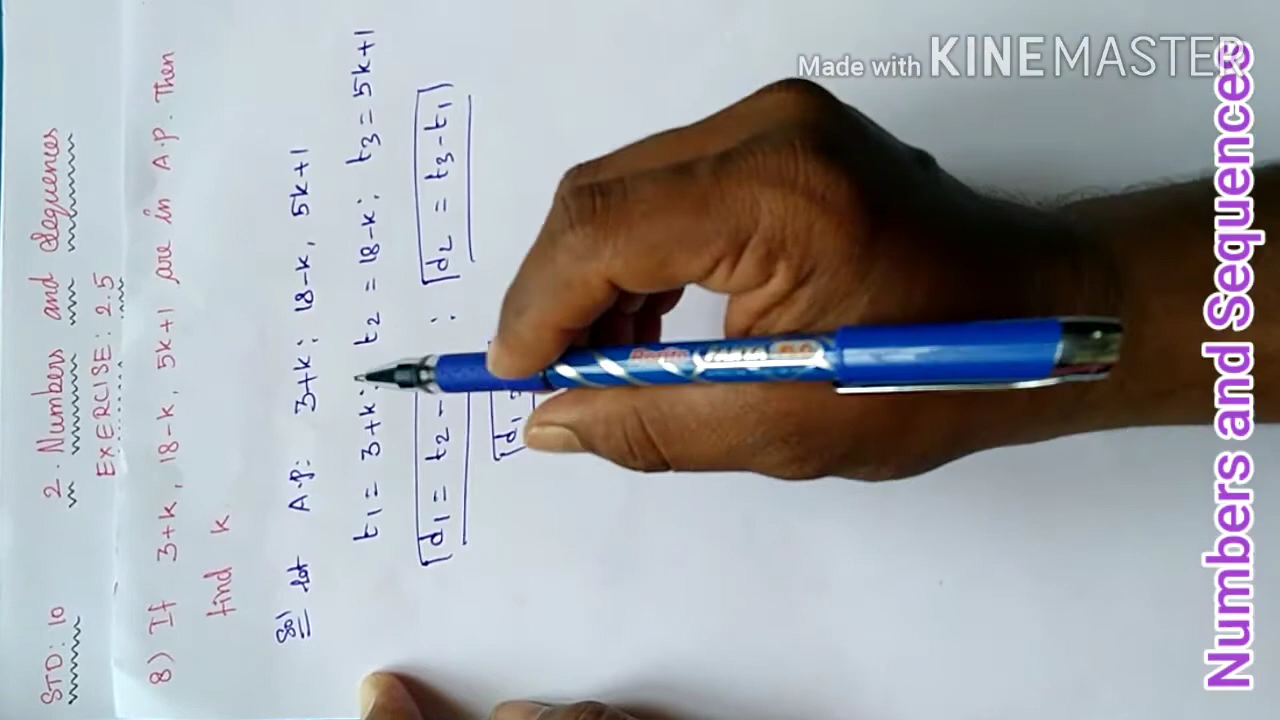 STD: 10 2. Numbers and Sequences
EXERCISE: 2.5
8) If 3+k, 18-k, 5k+1 are in A.P. Then
find k
Sol let A.P: 3+k; 18-k, 5k+1
t1 = 3+k; t2 = 18-k; t3 = 5k+1
d1 = t2 - : d2 = t3-t1
d1 =
Made with KINEMASTER
Numbers and Sequences